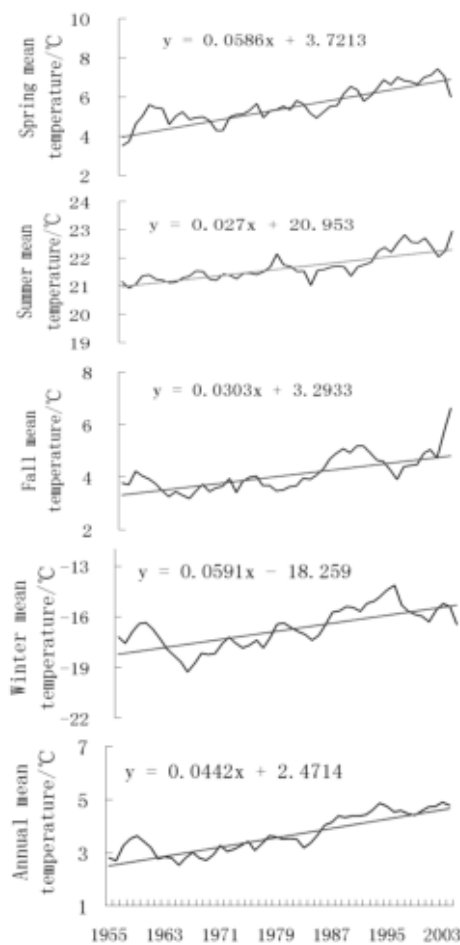 Spring mean
temperature/℃
10
8
6
4
2
y = 0.0586x + 3.7213
Summer mean
temperature/℃
24
23
22
21
20
19
y = 0.027x + 20.953
Fall mean
temperature/℃
8
6
4
2
y = 0.0303x + 3.2933
Winter mean
temperature/℃
-13
-16
-19
-22
y = 0.0591x - 18.259
Annual mean
temperature/℃
7
5
3
1
y = 0.0442x + 2.4714
1955 1963 1971 1979 1987 1995 2003